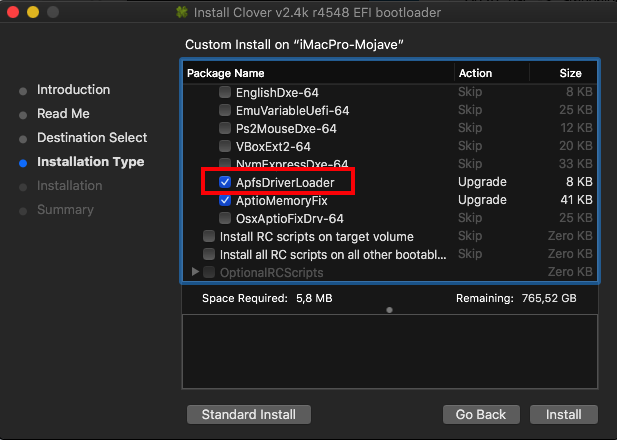 Install Clover v2.4k r4548 EFI bootloader
Custom Install on “iMacPro-Mojave”
Introduction
Read Me
Destination Select
Installation Type
Installation
Summary
Package Name Action Size
EnglishDxe-64 Skip 8 KB
EmuVariableUefi-64 Skip 25 KB
Ps2MouseDxe-64 Skip 12 KB
VBoxExt2-64 Skip 20 KB
NvmExpressDxe-64 Skip 33 KB
ApfsDriverLoader Upgrade 8 KB
AptioMemoryFix Upgrade 41 KB
OsxAptioFixDrv-64 Skip 25 KB
Install RC scripts on target volume Skip Zero KB
Install all RC scripts on all other bootabl... Skip Zero KB
OptionalRCScripts Zero KB
Space Required: 5,8 MB Remaining: 765,52 GB
Standard Install Go Back Install